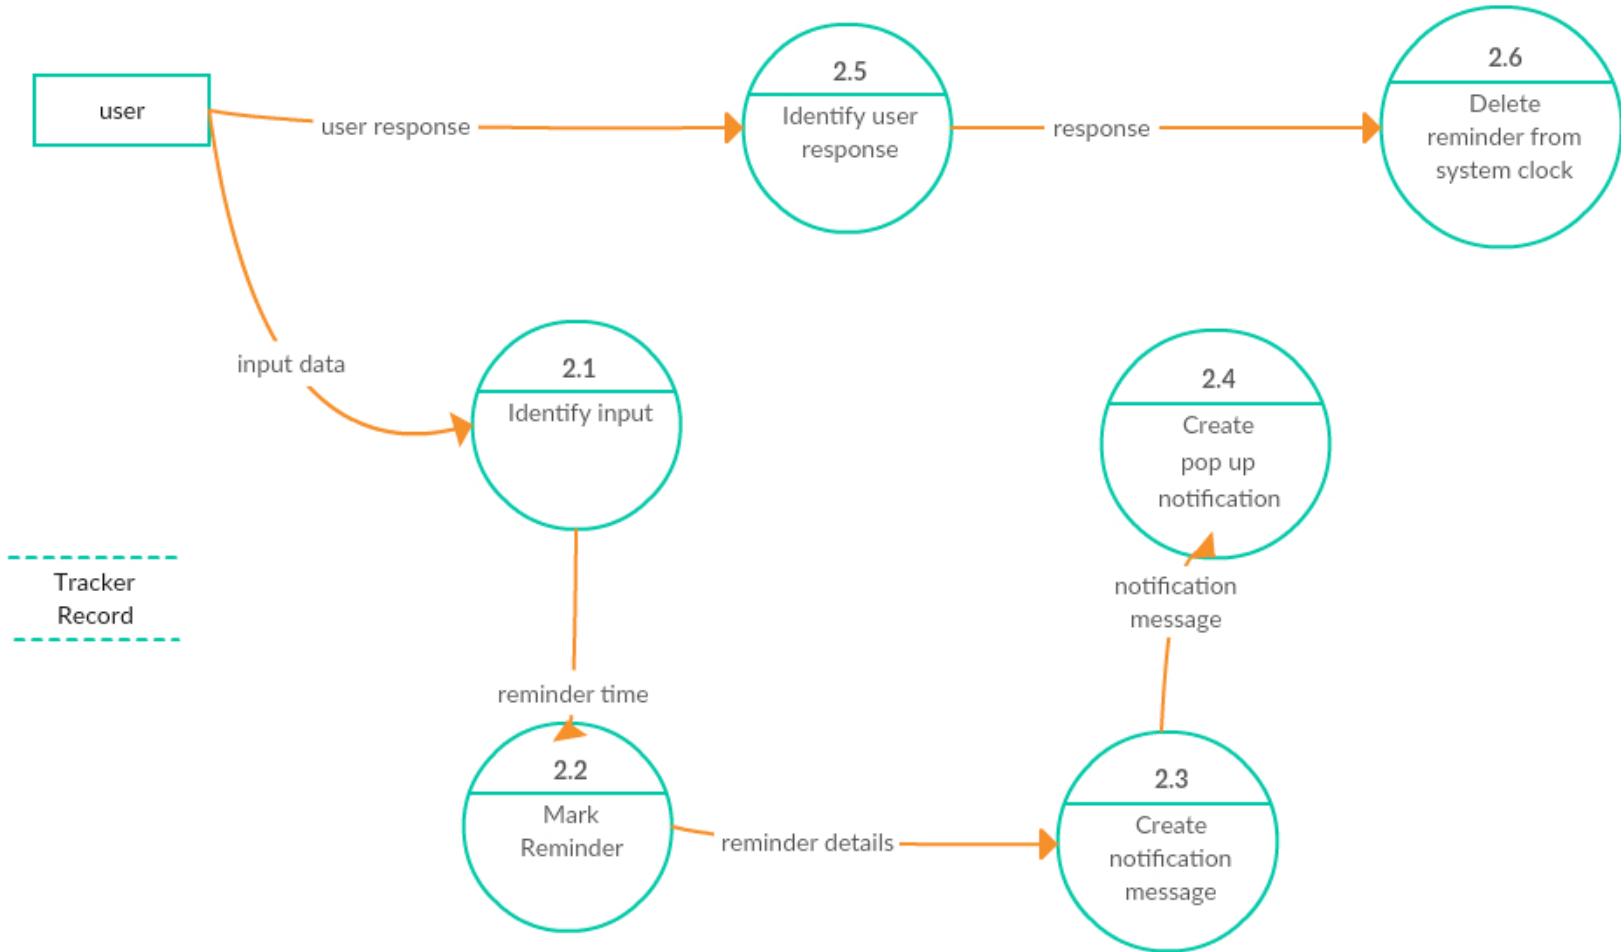 user
user response
2.5
Identify user
response
response
2.6
Delete
reminder from
system clock
input data
2.1
Identify input
2.4
Create
pop up
notification
Tracker
Record
notification
message
reminder time
2.2
Mark
Reminder
reminder details
2.3
Create
notification
message